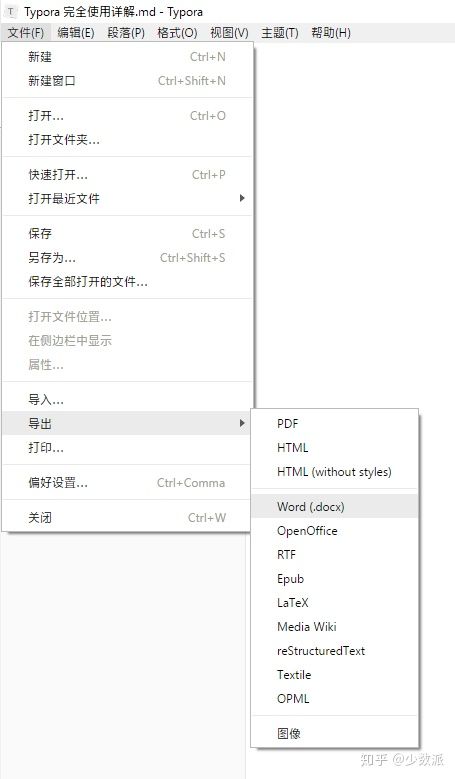 T Typora 完全使用详解.md - Typora
文件(F) 编辑(E) 段落(P) 格式(O) 视图(V) 主题(T) 帮助(H)
新建 Ctrl+N
新建窗口 Ctrl+Shift+N
打开... Ctrl+O
打开文件夹...
快速打开... Ctrl+P
打开最近文件
保存 Ctrl+S
另存为... Ctrl+Shift+S
保存全部打开的文件...
打开文件位置...
在侧边栏中显示
属性...
导入...
导出
打印...
偏好设置... Ctrl+Comma
关闭 Ctrl+W
PDF
HTML
HTML (without styles)
Word (.docx)
OpenOffice
RTF
Epub
LaTeX
Media Wiki
reStructuredText
Textile
OPML
图像
知乎 @少数派